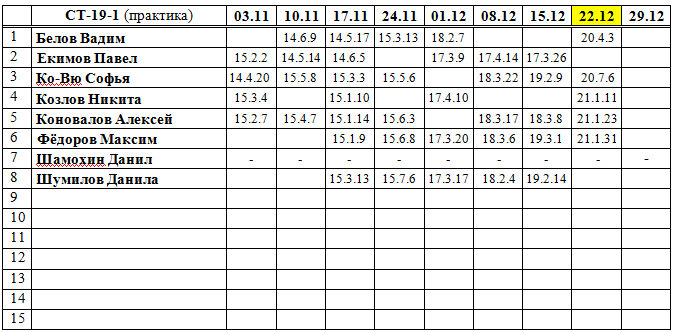 СТ-19-1 (практика) 03.11 10.11 17.11 24.11 01.12 08.12 15.12 22.12 29.12
1 Белов Вадим 14.6.9 14.5.17 15.3.13 18.2.7 20.4.3
2 Екимов Павел 15.2.2 14.5.14 14.6.5 17.3.9 17.4.14 17.3.26
3 Ко-Вю Софья 14.4.20 15.5.8 15.3.3 15.5.6 18.3.22 19.2.9 20.7.6
4 Козлов Никита 15.3.4 15.1.10 17.4.10 21.1.11
5 Коновалов Алексей 15.2.7 15.4.7 15.1.14 15.6.3 18.3.17 18.3.8 21.1.23
6 Фёдоров Максим 15.1.9 15.6.8 17.3.20 18.3.6 19.3.1 21.1.31
7 Шамохин Данил - - - - - - - - -
8 Шумилов Данила 15.3.13 15.7.6 17.3.17 18.2.4 19.2.14
9
10
11
12
13
14
15